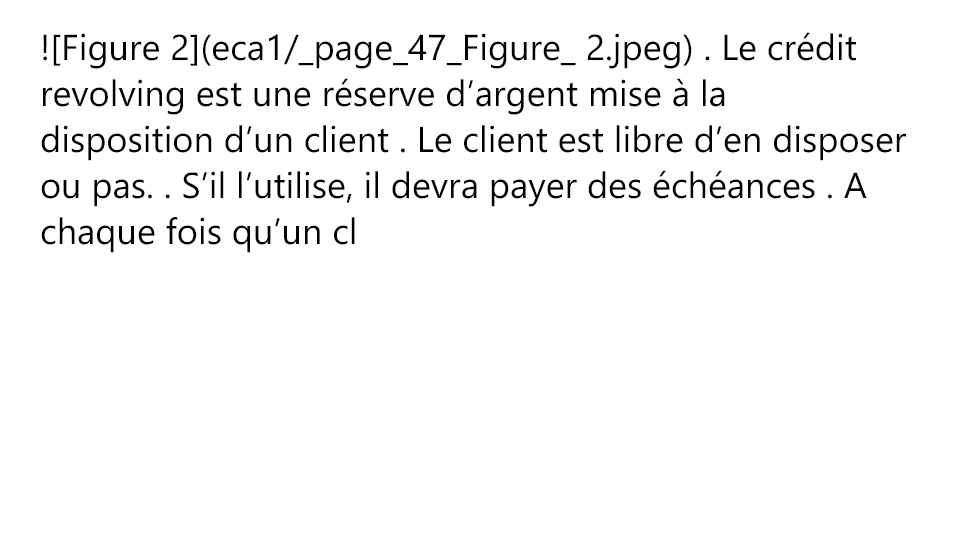 ![Figure 2](eca1/_page_47_Figure_ 2.jpeg) . Le crédit
revolving est une réserve d’argent mise à la
disposition d’un client . Le client est libre d’en disposer
ou pas. . S’il l’utilise, il devra payer des échéances . A
chaque fois qu’un cl